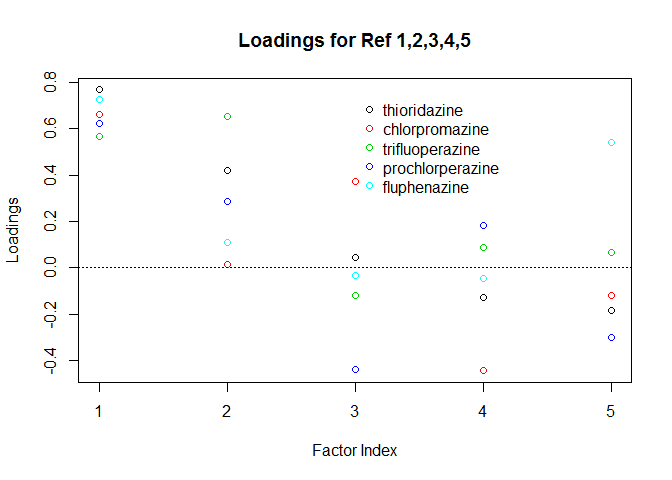 Loadings for Ref 1,2,3,4,5
Loadings
0.8
0.6
0.4
0.2
0.0
-0.2
-0.4
thioridazine
chlorpromazine
trifluoperazine
prochlorperazine
fluphenazine
1 2 3 4 5
Factor Index